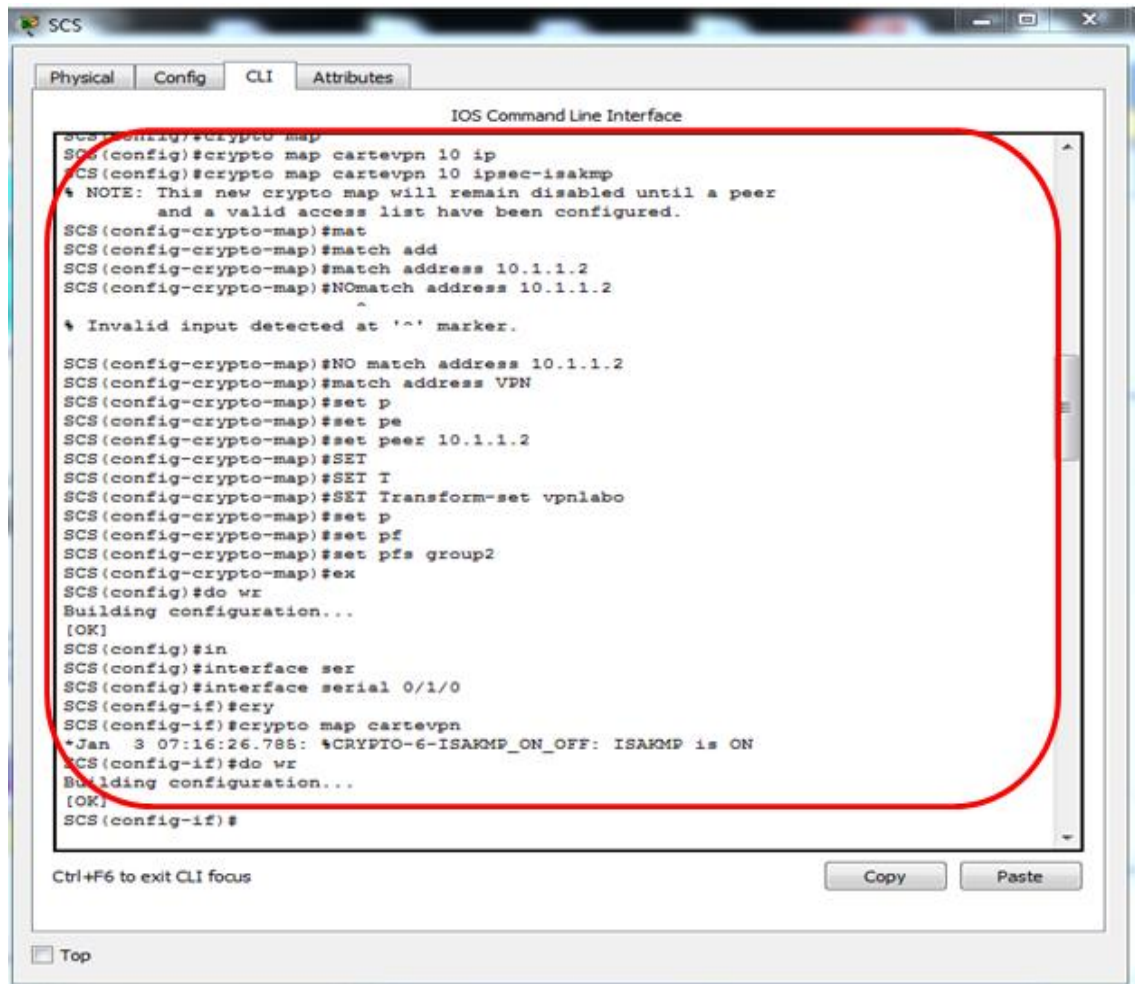 SCS
Physical Config CLI Attributes
IOS Command Line Interface
SCS(config)#crypto map
SCS(config)#crypto map cartevpn 10 ip
SCS(config)#crypto map cartevpn 10 ipsec-isakmp
% NOTE: This new crypto map will remain disabled until a peer
and a valid access list have been configured.
SCS(config-crypto-map)#mat
SCS(config-crypto-map)#match add
SCS(config-crypto-map)#match address 10.1.1.2
SCS(config-crypto-map)#NOmatch address 10.1.1.2
^
% Invalid input detected at '^' marker.
SCS(config-crypto-map)#NO match address 10.1.1.2
SCS(config-crypto-map)#match address VPN
SCS(config-crypto-map)#set p
SCS(config-crypto-map)#set pe
SCS(config-crypto-map)#set peer 10.1.1.2
SCS(config-crypto-map)#SET
SCS(config-crypto-map)#SET T
SCS(config-crypto-map)#SET Transform-set vpnlabo
SCS(config-crypto-map)#set p
SCS(config-crypto-map)#set pf
SCS(config-crypto-map)#set pfs group2
SCS(config-crypto-map)#ex
SCS(config)#do wr
Building configuration...
[OK]
SCS(config)#in
SCS(config)#interface ser
SCS(config)#interface serial 0/1/0
SCS(config-if)#cry
SCS(config-if)#crypto map cartevpn
*Jan  3 07:16:26.785: %CRYPTO-6-ISAKMP_ON_OFF: ISAKMP is ON
SCS(config-if)#do wr
Building configuration...
[OK]
SCS(config-if)#
Ctrl+F6 to exit CLI focus
Copy Paste
Top